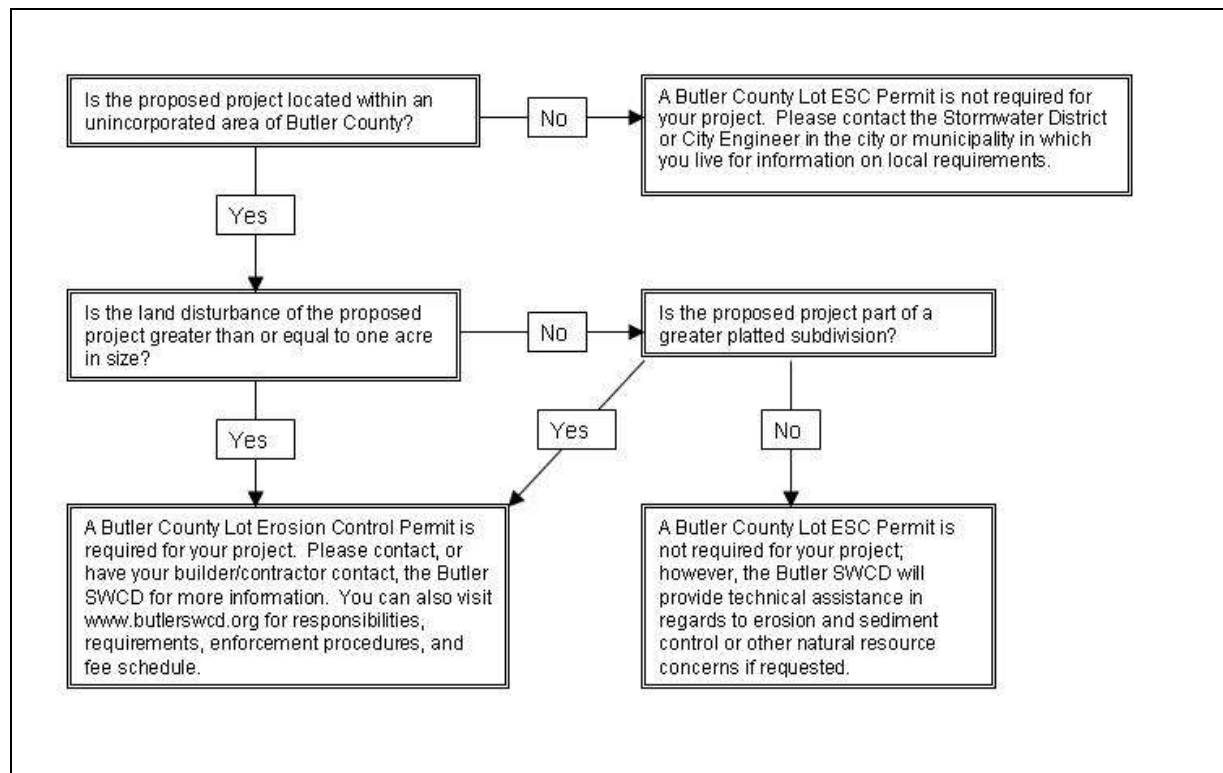 Is the proposed project located within an
unincorporated area of Butler County?
No
A Butler County Lot ESC Permit is not required for
your project.  Please contact the Stormwater District
or City Engineer in the city or municipality in which
you live for information on local requirements.
Yes
Is the land disturbance of the proposed
project greater than or equal to one acre
in size?
No
Is the proposed project part of a
greater platted subdivision?
Yes
Yes
No
A Butler County Lot Erosion Control Permit is
required for your project.  Please contact, or
have your builder/contractor contact, the Butler
SWCD for more information.  You can also visit
www.butlerswcd.org for responsibilities,
requirements, enforcement procedures, and
fee schedule.
A Butler County Lot ESC Permit is
not required for your project;
however, the Butler SWCD will
provide technical assistance in
regards to erosion and sediment
control or other natural resource
concerns if requested.